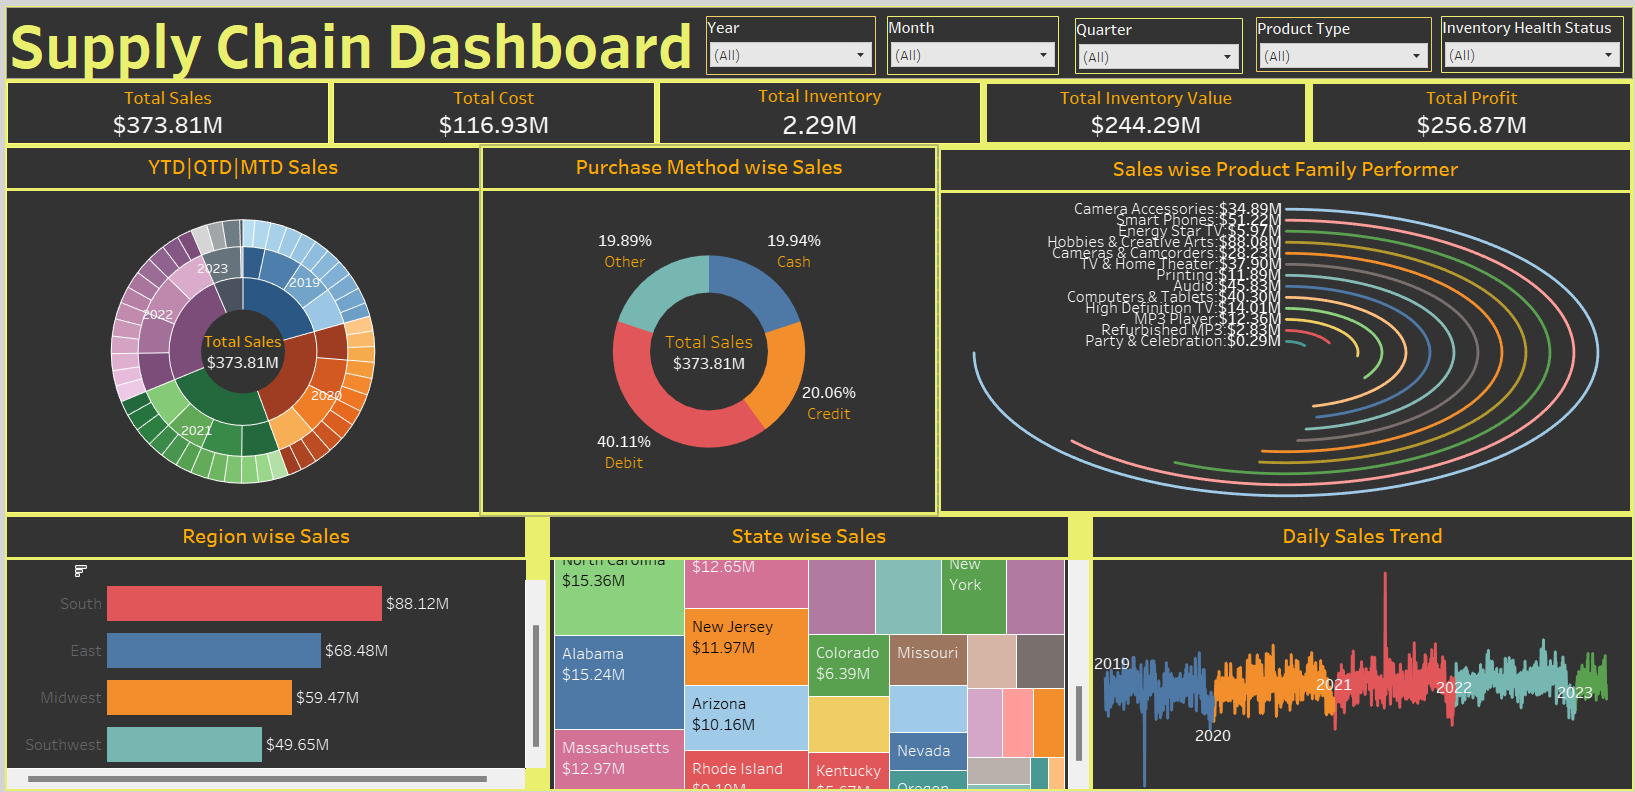 Supply Chain Dashboard
Year
(All)
Month
(All)
Quarter
(All)
Product Type
(All)
Inventory Health Status
(All)
Total Sales
$373.81M
Total Cost
$116.93M
Total Inventory
2.29M
Total Inventory Value
$244.29M
Total Profit
$256.87M
YTD|QTD|MTD Sales
2023
2019
2022
Total Sales
$373.81M
2020
2021
Purchase Method wise Sales
19.89%
Other
19.94%
Cash
Total Sales
$373.81M
20.06%
Credit
40.11%
Debit
Sales wise Product Family Performer
Camera Accessories:$34.89M
Smart Phones:$51.22M
Energy Star TV:$5.97M
Hobbies & Creative Arts:$88.08M
Cameras & Camcorders:$28.23M
TV & Home Theater:$37.90M
Printing:$11.89M
Audio:$45.83M
Computers & Tablets:$40.30M
High Definition TV:$14.01M
MP3 Player:$12.36M
Refurbished MP3:$2.83M
Party & Celebration:$0.29M
Region wise Sales
South
$88.12M
East
$68.48M
Midwest
$59.47M
Southwest
$49.65M
State wise Sales
North Carolina
$15.36M
Alabama
$15.24M
Massachusetts
$12.97M
$12.65M
New Jersey
$11.97M
Arizona
$10.16M
Rhode Island
$9.10M
New
York
Colorado
$6.39M
Kentucky
Missouri
Nevada
Oregon
Daily Sales Trend
2019
2020
2021
2022
2023